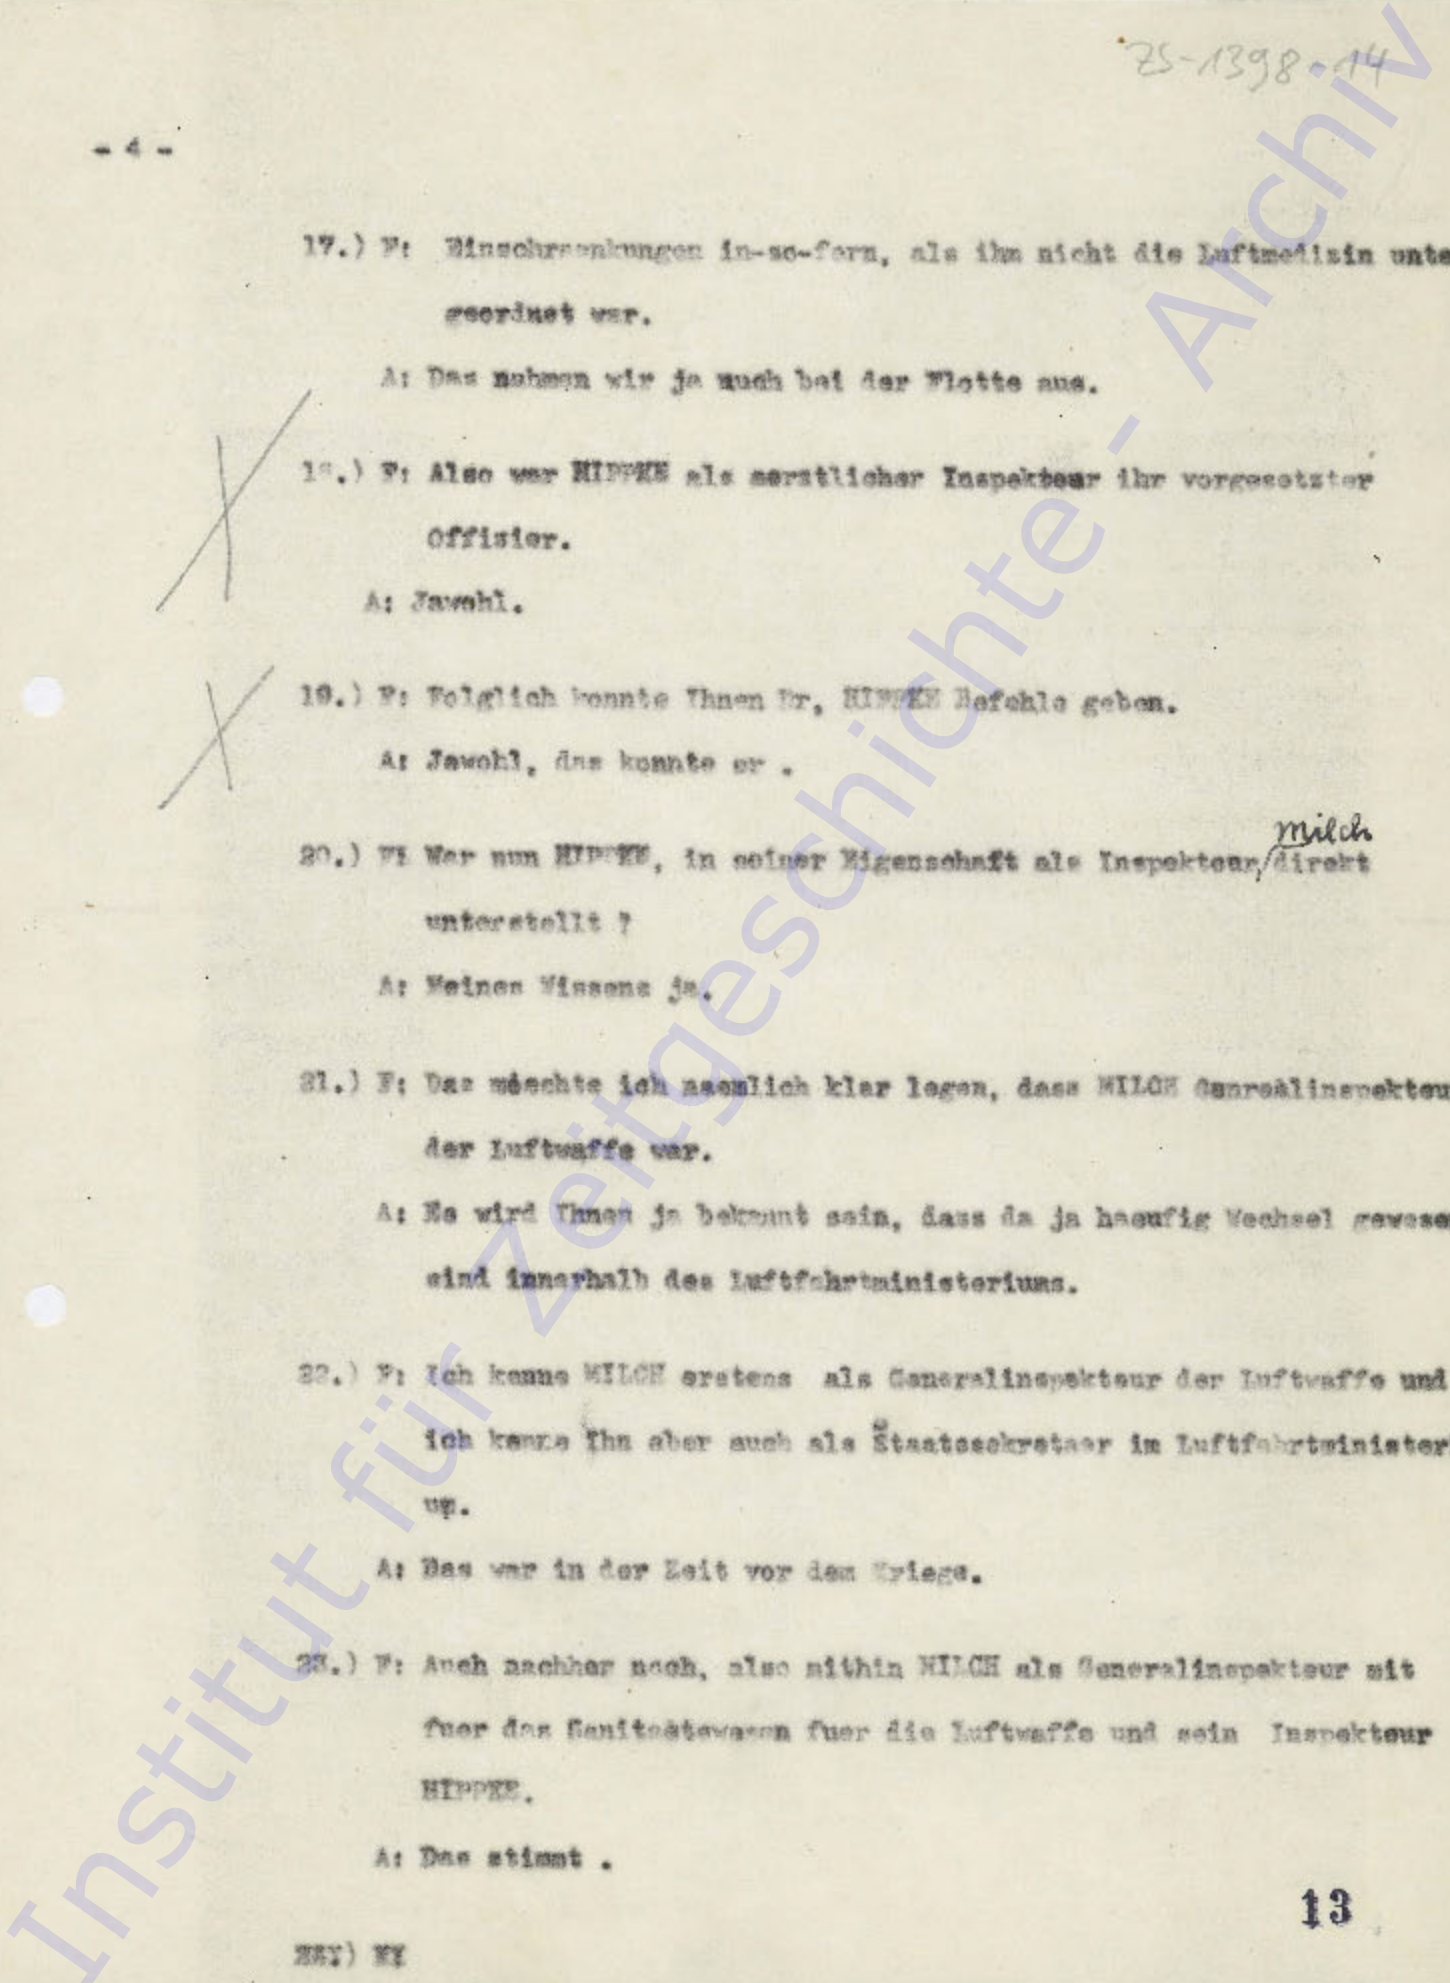 ZS-1398-14
- 4 -
17.) F: Einschraenkungen in-so-fern, als ihm nicht die Luftmedizin unte
geordnet war.
A: Das nehmen wir ja auch bei der Flotte aus.
18.) F: Also war HIPPKE als aerztlicher Inspekteur ihr vorgesetzter
Offizier.
A: Jawohl.
19.) F: Folglich konnte Ihnen Dr, HIPPKE Befehle geben.
A: Jawohl, das konnte er .
Milch
20.) F: War nun HIPPKE, in seiner Eigenschaft als Inspekteur/direkt
unterstellt ?
A: Meines Wissens ja.
21.) F: Das moechte ich naemlich klar legen, dass MILCH Genrealinspekteu
der Luftwaffe war.
A: Es wird Ihnen ja bekannt sein, dass da ja haeufig Wechsel gewese
sind innerhalb des Luftfahrtministeriums.
22.) F: Ich kenne MILCH erstens als Generalinspekteur der Luftwaffe und
ich kenne Ihn aber auch als Staatssekretaer im Luftfahrtminister
um.
A: Das war in der Zeit vor dem Kriege.
23.) F: Auch nachher noch, also mithin MILCH als Generalinspekteur mit
fuer das Sanitaetswesen fuer die Luftwaffe und sein Inspekteur
HIPPKE.
A: Das stimmt .
13
Institut für Zeitgeschichte - Archiv